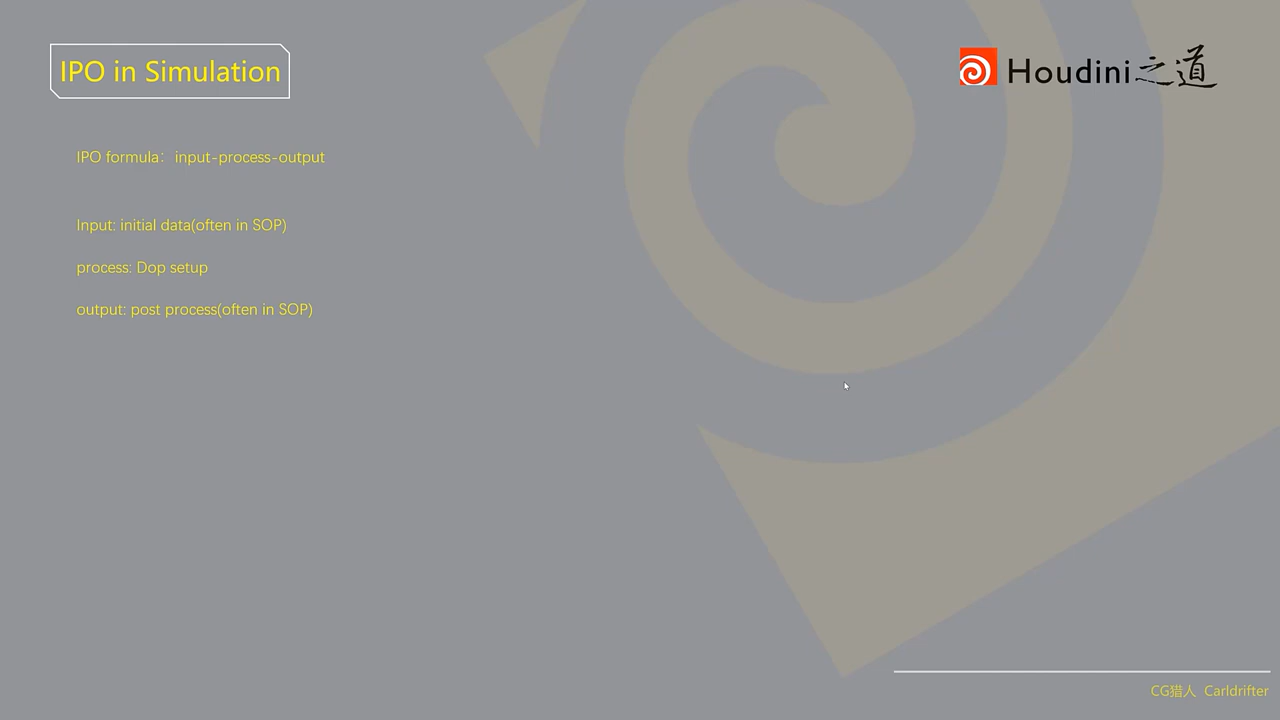 IPO in Simulation
Houdini之道
IPO formula：input-process-output
Input: initial data(often in SOP)
process: Dop setup
output: post process(often in SOP)
CG猎人 Carldrifter